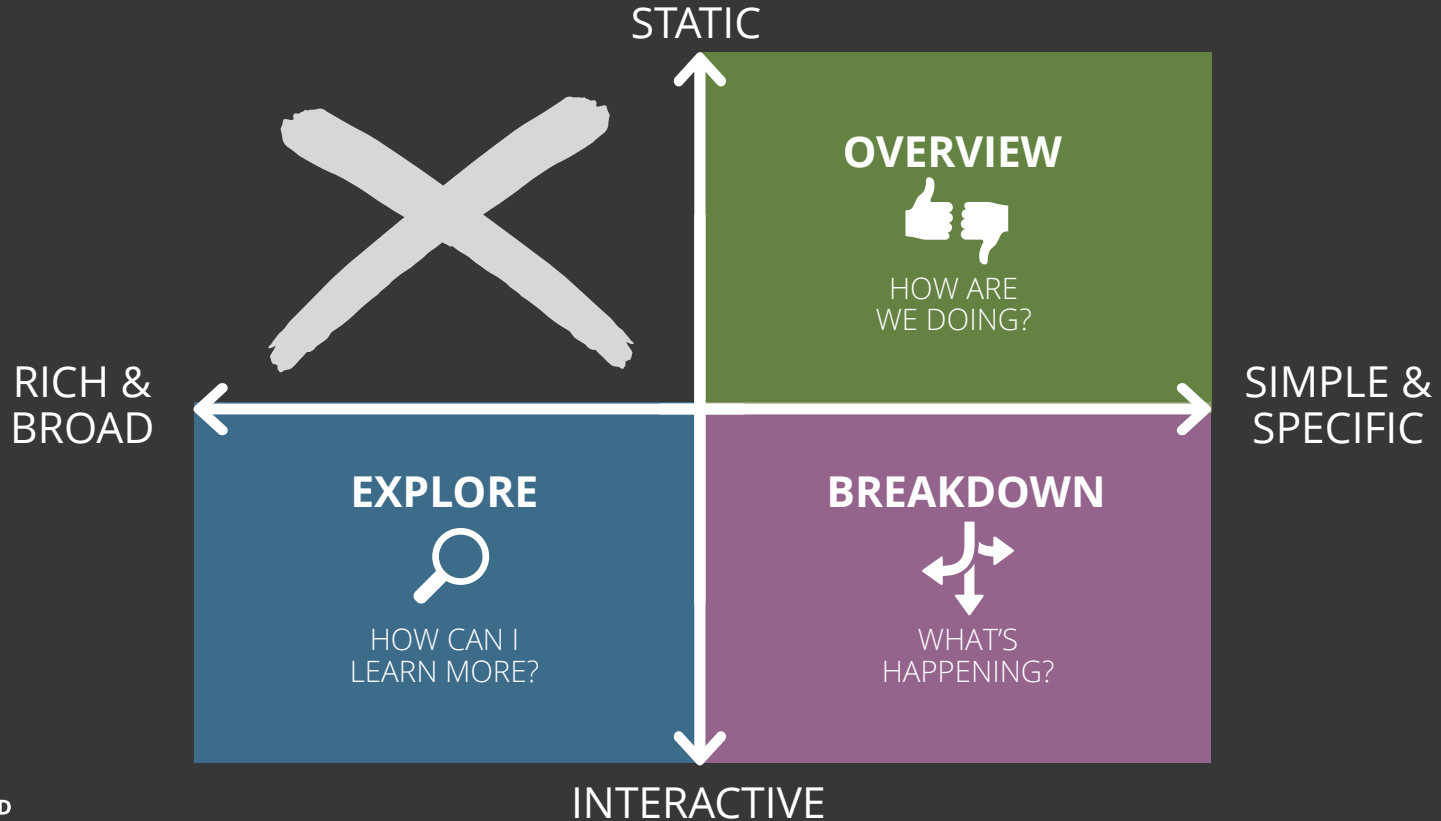 STATIC
OVERVIEW
HOW ARE
WE DOING?
RICH &
BROAD
SIMPLE &
SPECIFIC
EXPLORE
HOW CAN I
LEARN MORE?
BREAKDOWN
WHAT'S
HAPPENING?
INTERACTIVE
D